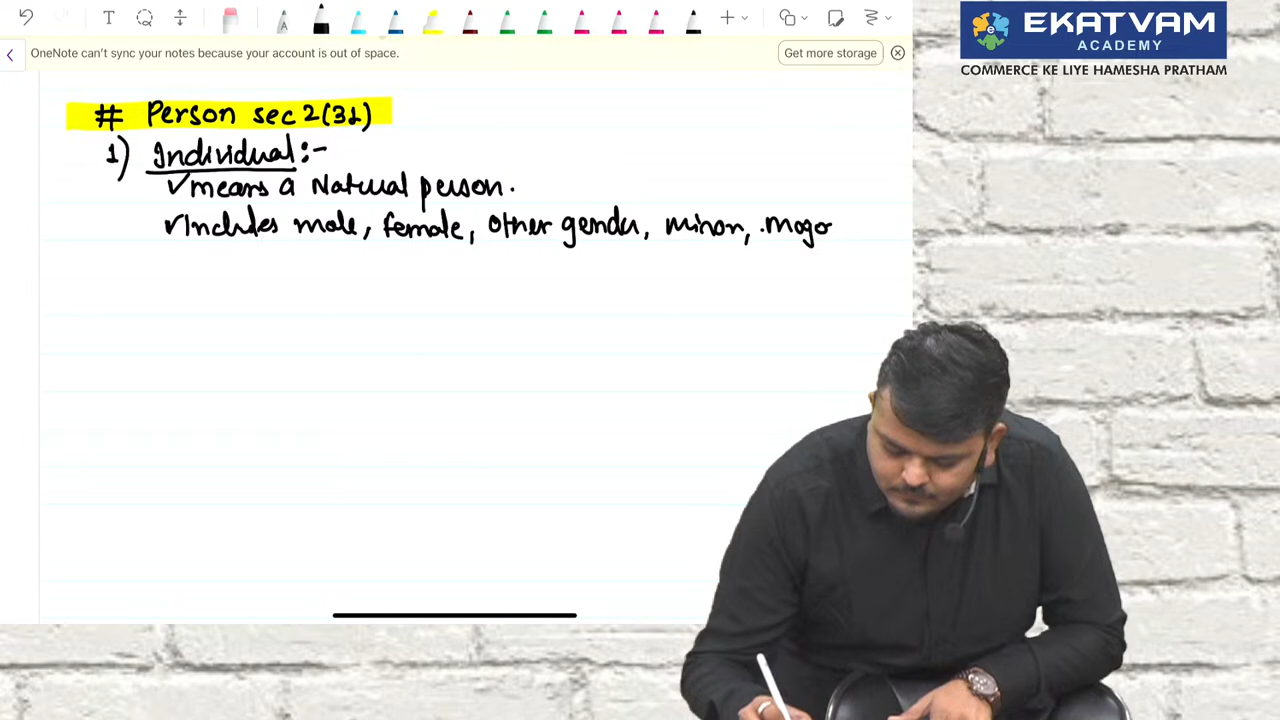 EKATVAM
ACADEMY
COMMERCE KE LIYE HAMESHA PRATHAM
OneNote can't sync your notes because your account is out of space.
Get more storage
# Person sec 2(31)
1) Individual:-
✓means a Natural person.
✓Includes male, female, other gender, minor, .mago